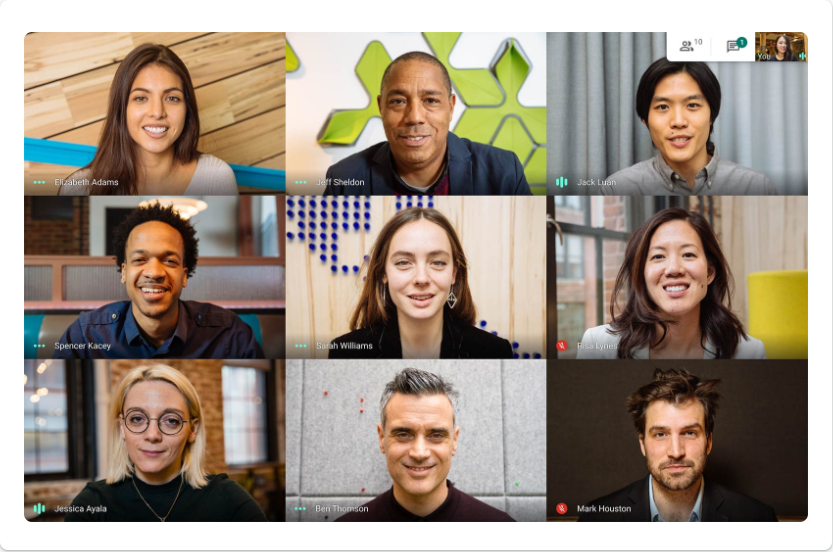 10
1
You
Elizabeth Adams
Jeff Sheldon
Jack Luan
Spencer Kacey
Sarah Williams
Risa Lynes
Jessica Ayala
Ben Thomson
Mark Houston